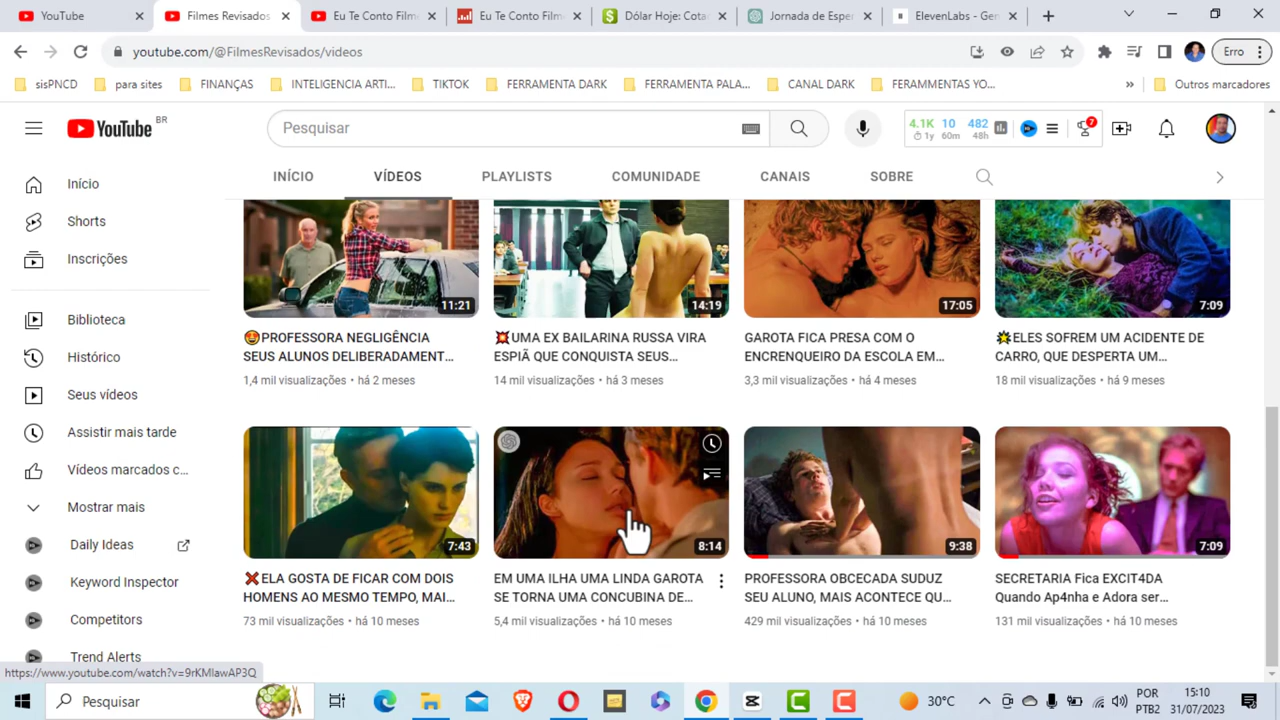 YouTube
Filmes Revisados
Eu Te Conto Film
Eu Te Conto Film
Dólar Hoje: Cota
Jornada de Esper
ElevenLabs - Gen
youtube.com/@FilmesRevisados/videos
Erro
sisPNCD
para sites
FINANÇAS
INTELIGENCIA ARTI...
TIKTOK
FERRAMENTA DARK
FERRAMENTA PALA...
CANAL DARK
FERAMMENTAS YO...
Outros marcadores
YouTube BR
Pesquisar
4.1K 10 482
1y 60m 48h
7
INÍCIO
VÍDEOS
PLAYLISTS
COMUNIDADE
CANAIS
SOBRE
Início
Shorts
Inscrições
Biblioteca
Histórico
Seus vídeos
Assistir mais tarde
Vídeos marcados c...
Mostrar mais
Daily Ideas
Keyword Inspector
Competitors
Trend Alerts
11:21
PROFESSORA NEGLIGÊNCIA
SEUS ALUNOS DELIBERADAMENT...
1,4 mil visualizações • há 2 meses
14:19
UMA EX BAILARINA RUSSA VIRA
ESPIÃ QUE CONQUISTA SEUS...
14 mil visualizações • há 3 meses
17:05
GAROTA FICA PRESA COM O
ENCRENQUEIRO DA ESCOLA EM...
3,3 mil visualizações • há 4 meses
7:09
ELES SOFREM UM ACIDENTE DE
CARRO, QUE DESPERTA UM...
18 mil visualizações • há 9 meses
7:43
ELA GOSTA DE FICAR COM DOIS
HOMENS AO MESMO TEMPO, MAI...
73 mil visualizações • há 10 meses
8:14
EM UMA ILHA UMA LINDA GAROTA
SE TORNA UMA CONCUBINA DE...
5,4 mil visualizações • há 10 meses
9:38
PROFESSORA OBCECADA SUDUZ
SEU ALUNO, MAIS ACONTECE QU...
429 mil visualizações • há 10 meses
7:09
SECRETARIA Fica EXCIT4DA
Quando Ap4nha e Adora ser...
131 mil visualizações • há 10 meses
https://www.youtube.com/watch?v=9rKMlawAP3Q
Pesquisar
30°C
POR
PTB2
15:10
31/07/2023